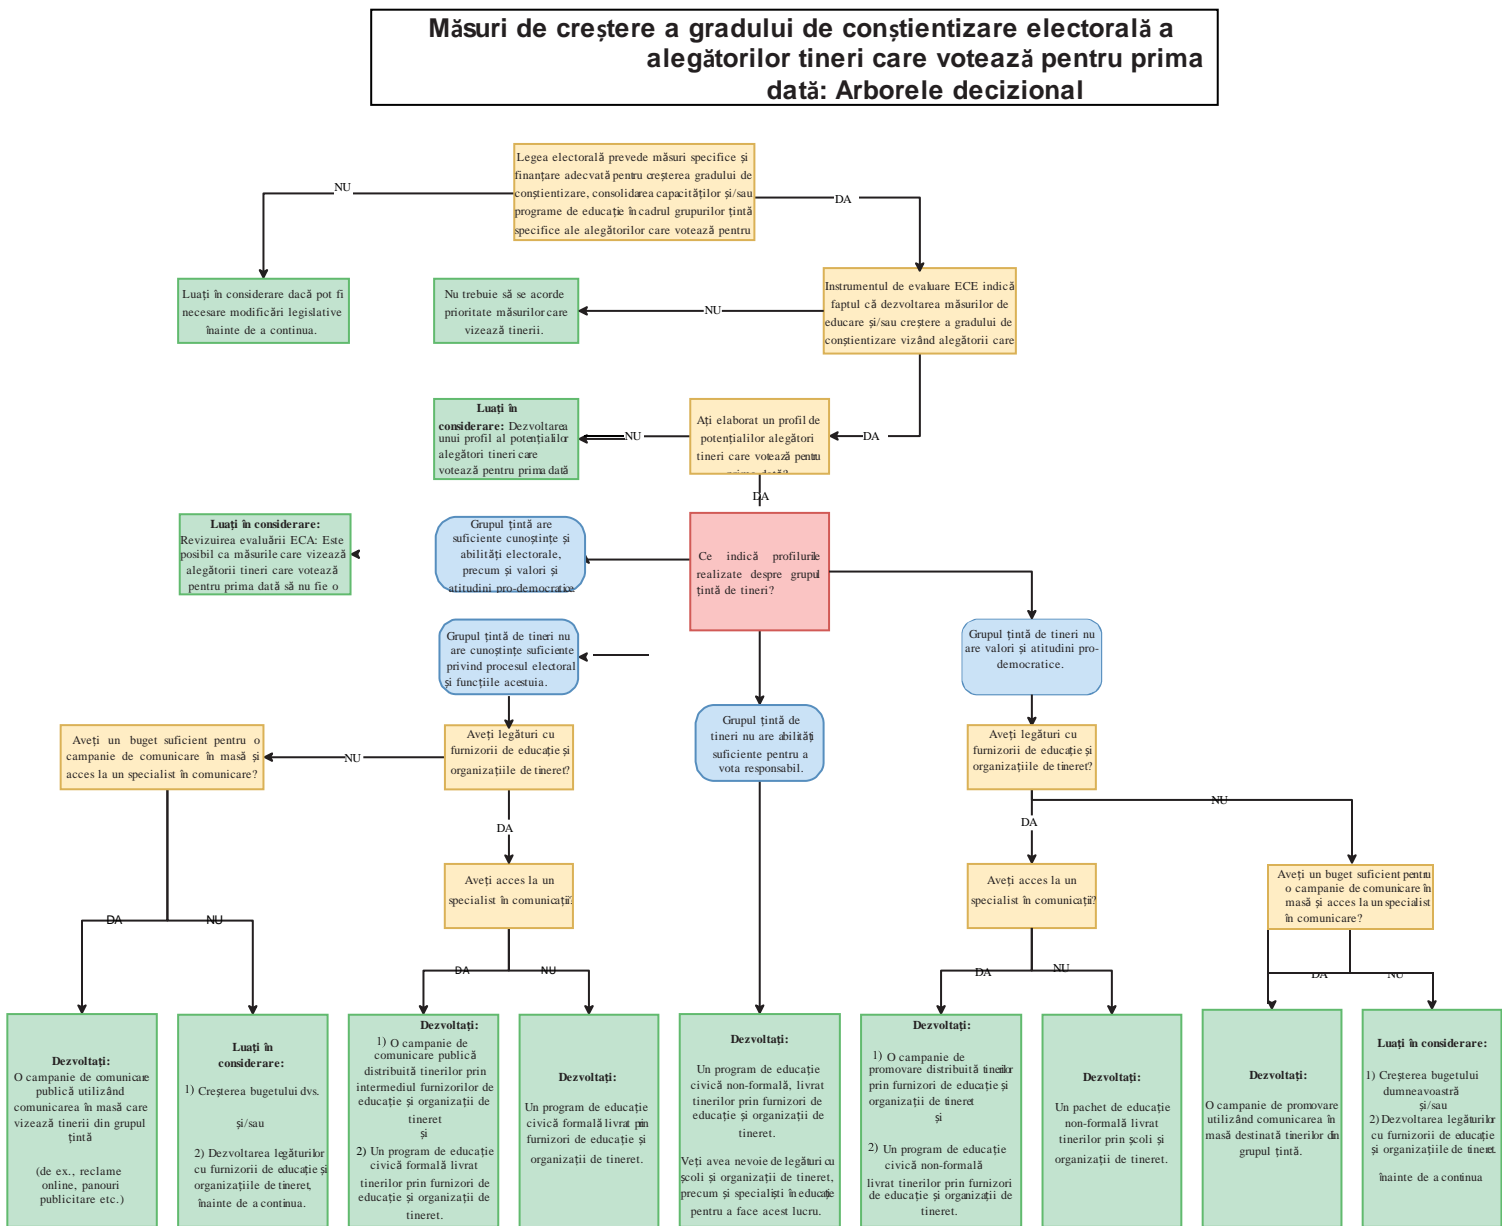 Măsuri de creștere a gradului de conștientizare electorală a
alegătorilor tineri care votează pentru prima
dată: Arborele decizional
Legea electorală prevede măsuri specifice și
finanțare adecvată pentru creșterea gradului de
conștientizare, consolidarea capacităților și/sau
programe de educație în cadrul grupurilor țintă
specifice ale alegătorilor care votează pentru
NU
DA
Luați în considerare dacă pot fi
necesare modificări legislative
înainte de a continua.
Nu trebuie să se acorde
prioritate măsurilor care
vizează tinerii.
NU
Instrumentul de evaluare ECE indică
faptul că dezvoltarea măsurilor de
educare și/sau creștere a gradului de
conștientizare vizând alegătorii care
Luați în
considerare: Dezvoltarea
unui profil al potențialilor
alegători tineri care
votează pentru prima dată
NU
Ați elaborat un profil de
potențialilor alegători
tineri care votează pentru
prima dată?
DA
DA
Luați în considerare:
Revizuirea evaluării ECA: Este
posibil ca măsurile care vizează
alegătorii tineri care votează
pentru prima dată să nu fie o
Grupul țintă are
suficiente cunoștințe și
abilități electorale,
precum și valori și
atitudini pro-democratice.
Ce indică profilurile
realizate despre grupul
țintă de tineri?
Grupul țintă de tineri nu
are cunoștințe suficiente
privind procesul electoral
și funcțiile acestuia.
Grupul țintă de tineri nu
are valori și atitudini pro-
democratice.
Grupul țintă de
tineri nu are abilități
suficiente pentru a
vota responsabil.
Aveți un buget suficient pentru o
campanie de comunicare în masă și
acces la un specialist în comunicare?
NU
Aveți legături cu
furnizorii de educație și
organizațiile de tineret?
Aveți legături cu
furnizorii de educație și
organizațiile de tineret?
DA
DA
NU
Aveți acces la un
specialist în comunicații?
Aveți acces la un
specialist în comunicații?
Aveți un buget suficient pentru
o campanie de comunicare în
masă și acces la un specialist
în comunicare?
DA
NU
DA
NU
DA
NU
DA
NU
Dezvoltați:
O campanie de comunicare
publică utilizând
comunicarea în masă care
vizează tinerii din grupul
țintă
(de ex., reclame
online, panouri
publicitare etc.)
Luați în
considerare:
1) Creșterea bugetului dvs.
și/sau
2) Dezvoltarea legăturilor
cu furnizorii de educație și
organizațiile de tineret,
înainte de a continua.
Dezvoltați:
1) O campanie de
comunicare publică
distribuită tinerilor prin
intermediul furnizorilor de
educație și organizații de
tineret
și
2) Un program de educație
civică formală livrat
tinerilor prin furnizori de
educație și organizații de
tineret.
Dezvoltați:
Un program de educație
civică formală livrat prin
furnizori de educație și
organizații de tineret.
Dezvoltați:
Un program de educație
civică non-formală, livrat
tinerilor prin furnizori de
educație și organizații de
tineret.
Veți avea nevoie de legături cu
școli și organizații de tineret,
precum și specialiști în educație
pentru a face acest lucru.
Dezvoltați:
1) O campanie de
promovare distribuită tinerilor
prin furnizori de educație și
organizații de tineret
și
2) Un program de educație
civică non-formală
livrat tinerilor prin furnizori
de educație și organizații de
tineret.
Dezvoltați:
Un pachet de educație
non-formală livrat
tinerilor prin școli și
organizații de tineret.
Dezvoltați:
O campanie de promovare
utilizând comunicarea în
masă destinată tinerilor din
grupul țintă.
Luați în considerare:
1) Creșterea bugetului
dumneavoastră
și/sau
2) Dezvoltarea legăturilor
cu furnizorii de educație
și organizațiile de tineret
înainte de a continua